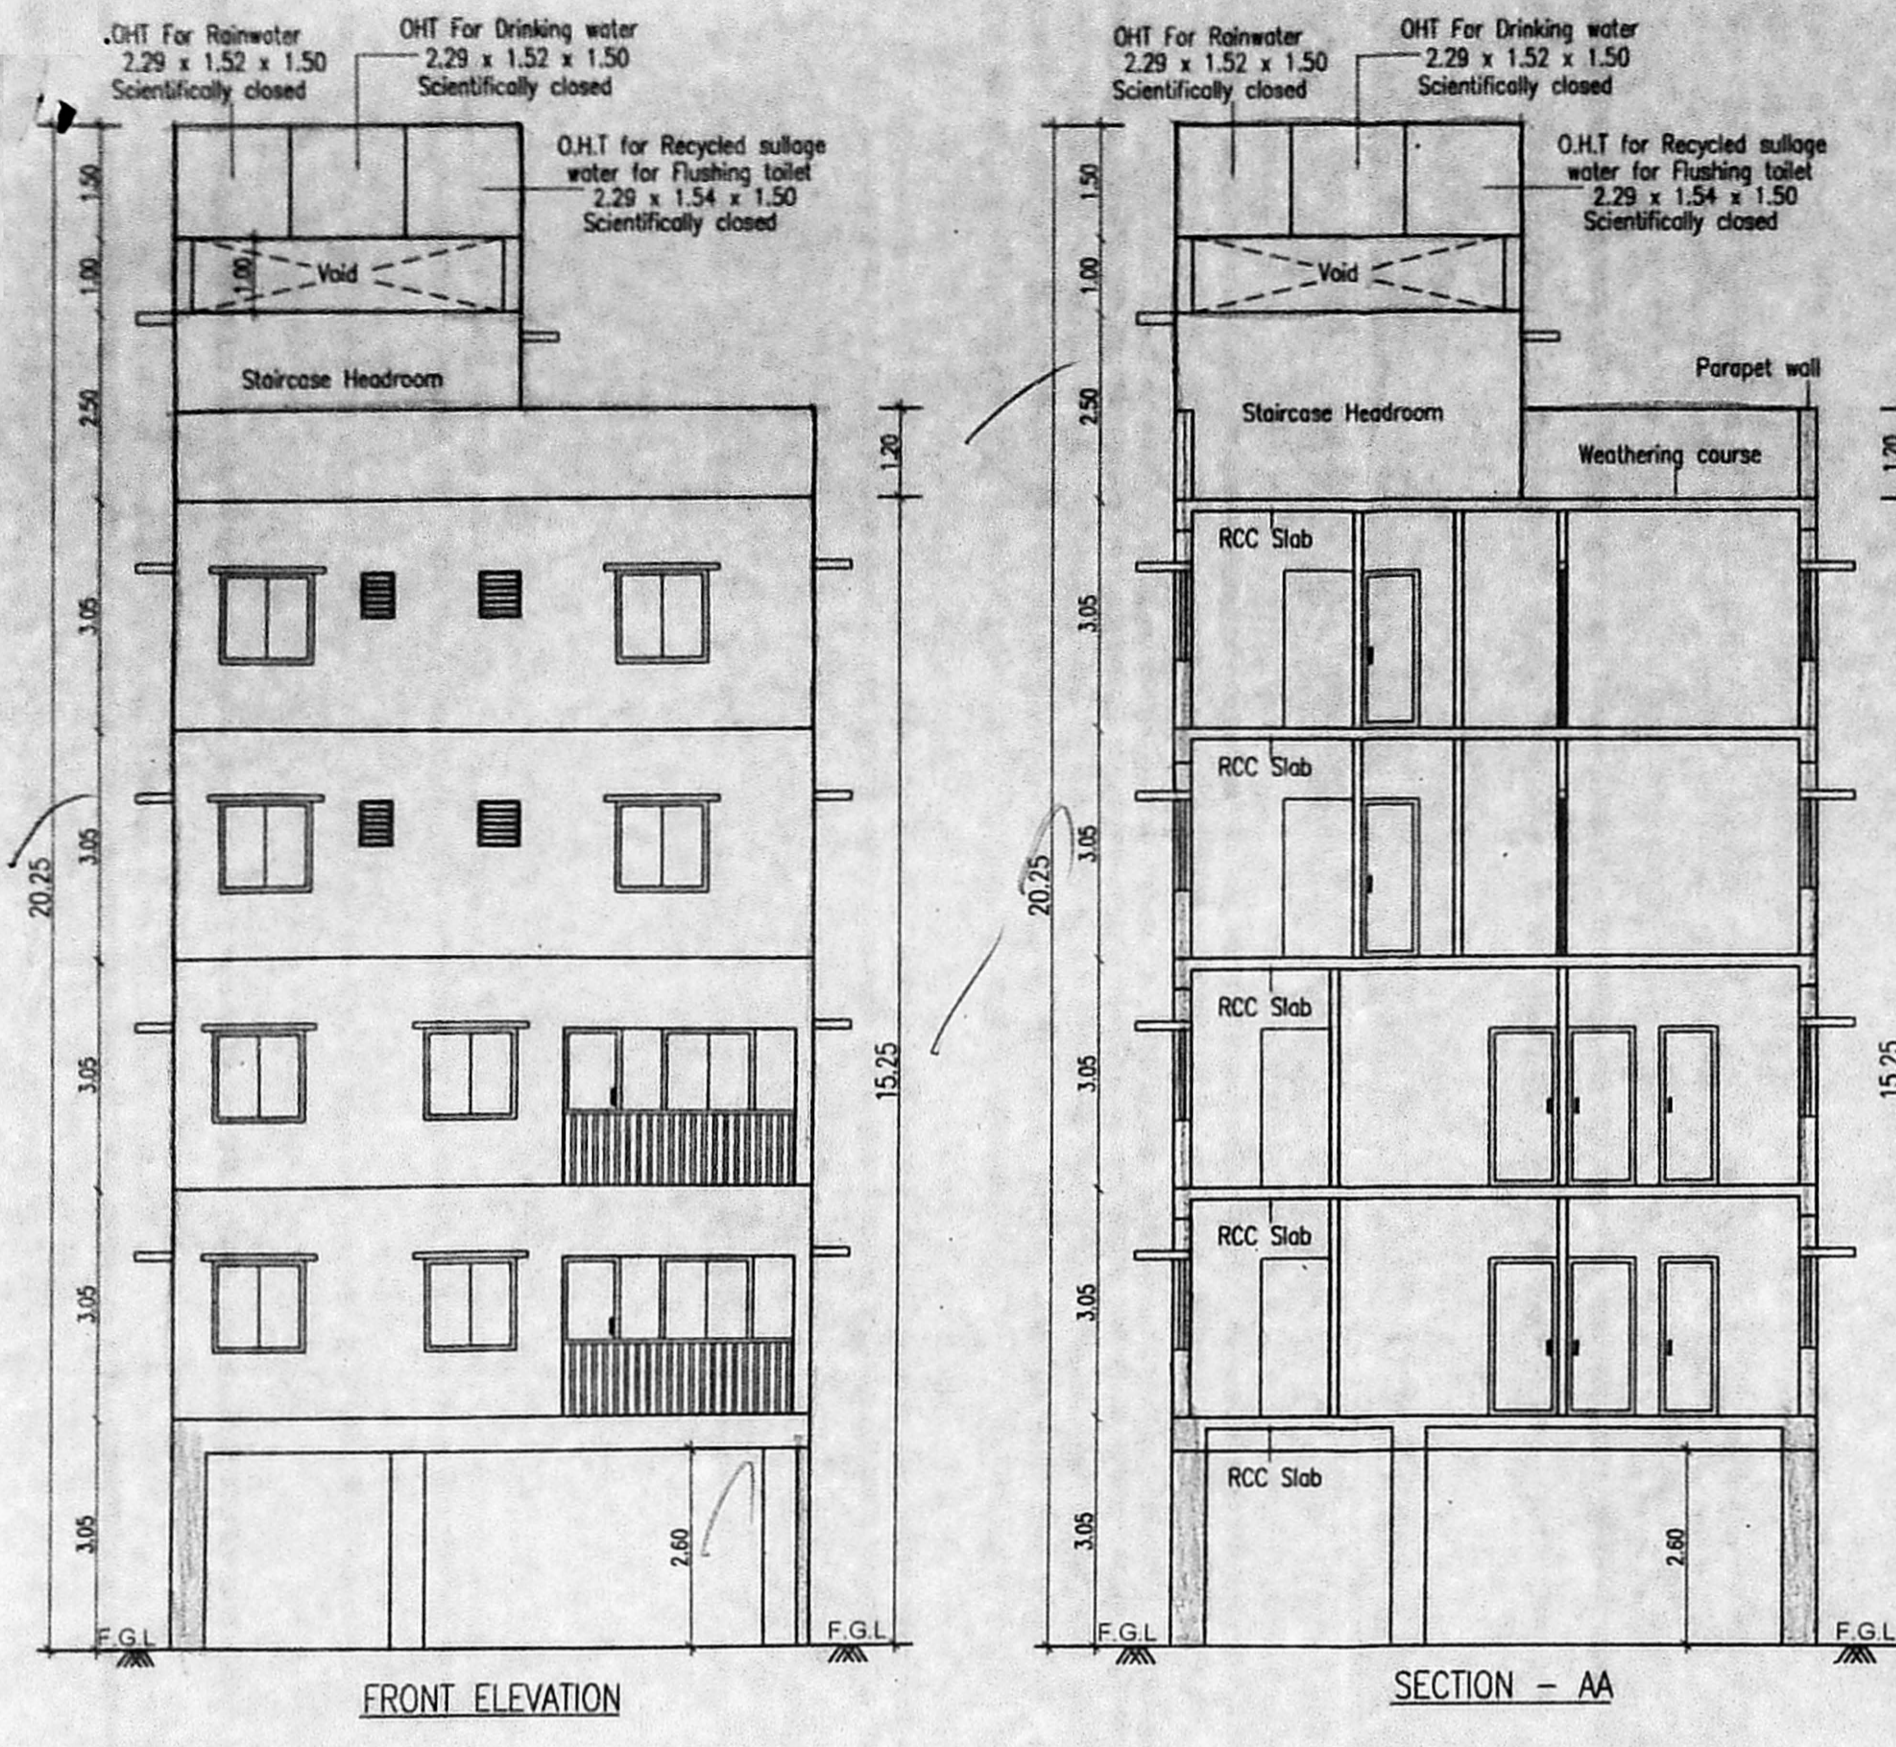 .OHT For Rainwater
2.29 x 1.52 x 1.50
Scientifically closed
OHT For Drinking water
2.29 x 1.52 x 1.50
Scientifically closed
O.H.T for Recycled sullage
water for Flushing toilet
2.29 x 1.54 x 1.50
Scientifically closed
1.50
1.00
1.00
Void
2.50
Staircase Headroom
1.20
3.05
3.05
20.25
3.05
15.25
3.05
3.05
2.60
F.G.L
F.G.L
FRONT ELEVATION
OHT For Rainwater
2.29 x 1.52 x 1.50
Scientifically closed
OHT For Drinking water
2.29 x 1.52 x 1.50
Scientifically closed
O.H.T for Recycled sullage
water for Flushing toilet
2.29 x 1.54 x 1.50
Scientifically closed
1.50
1.00
Void
Parapet wall
2.50
Staircase Headroom
Weathering course
1.20
RCC Slab
3.05
RCC Slab
3.05
20.25
RCC Slab
3.05
15.25
RCC Slab
3.05
RCC Slab
3.05
2.60
F.G.L
F.G.L
SECTION - AA